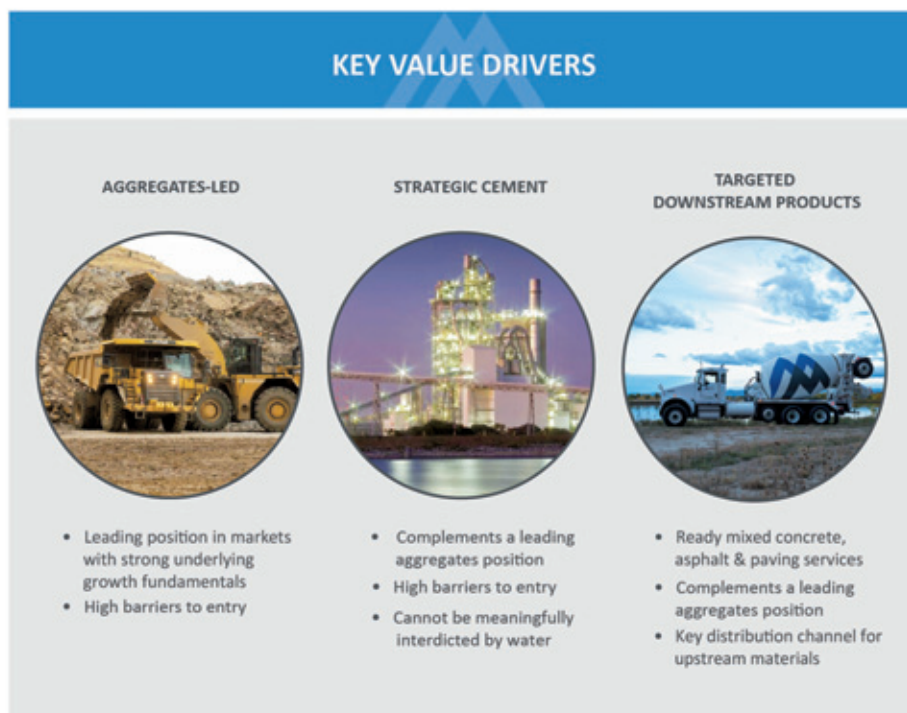 KEY VALUE DRIVERS
AGGREGATES-LED
• Leading position in markets
with strong underlying
growth fundamentals
• High barriers to entry
STRATEGIC CEMENT
• Complements a leading
aggregates position
• High barriers to entry
• Cannot be meaningfully
interdicted by water
TARGETED
DOWNSTREAM PRODUCTS
• Ready mixed concrete,
asphalt & paving services
• Complements a leading
aggregates position
• Key distribution channel for
upstream materials